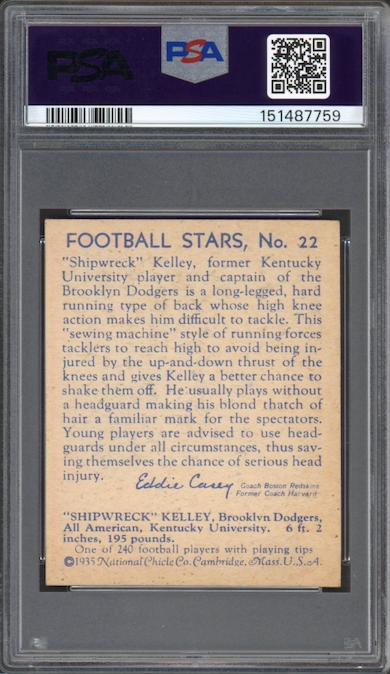 PSA
PSA
151487759
FOOTBALL STARS, No. 22
"Shipwreck" Kelley, former Kentucky
University player and captain of the
Brooklyn Dodgers is a long-legged, hard
running type of back whose high knee
action makes him difficult to tackle. This
"sewing machine" style of running forces
tacklers to reach high to avoid being in-
jured by the up-and-down thrust of the
knees and gives Kelley a better chance to
shake them off. He usually plays without
a headguard making his blond thatch of
hair a familiar mark for the spectators.
Young players are advised to use head-
guards under all circumstances, thus sav-
ing themselves the chance of serious head
injury.
Eddie Casey Coach Boston Redskins
Former Coach Harvard
"SHIPWRECK" KELLEY, Brooklyn Dodgers,
All American, Kentucky University. 6 ft. 2
inches, 195 pounds.
One of 240 football players with playing tips
©1935 National Chicle Co. Cambridge, Mass. U.S.A.